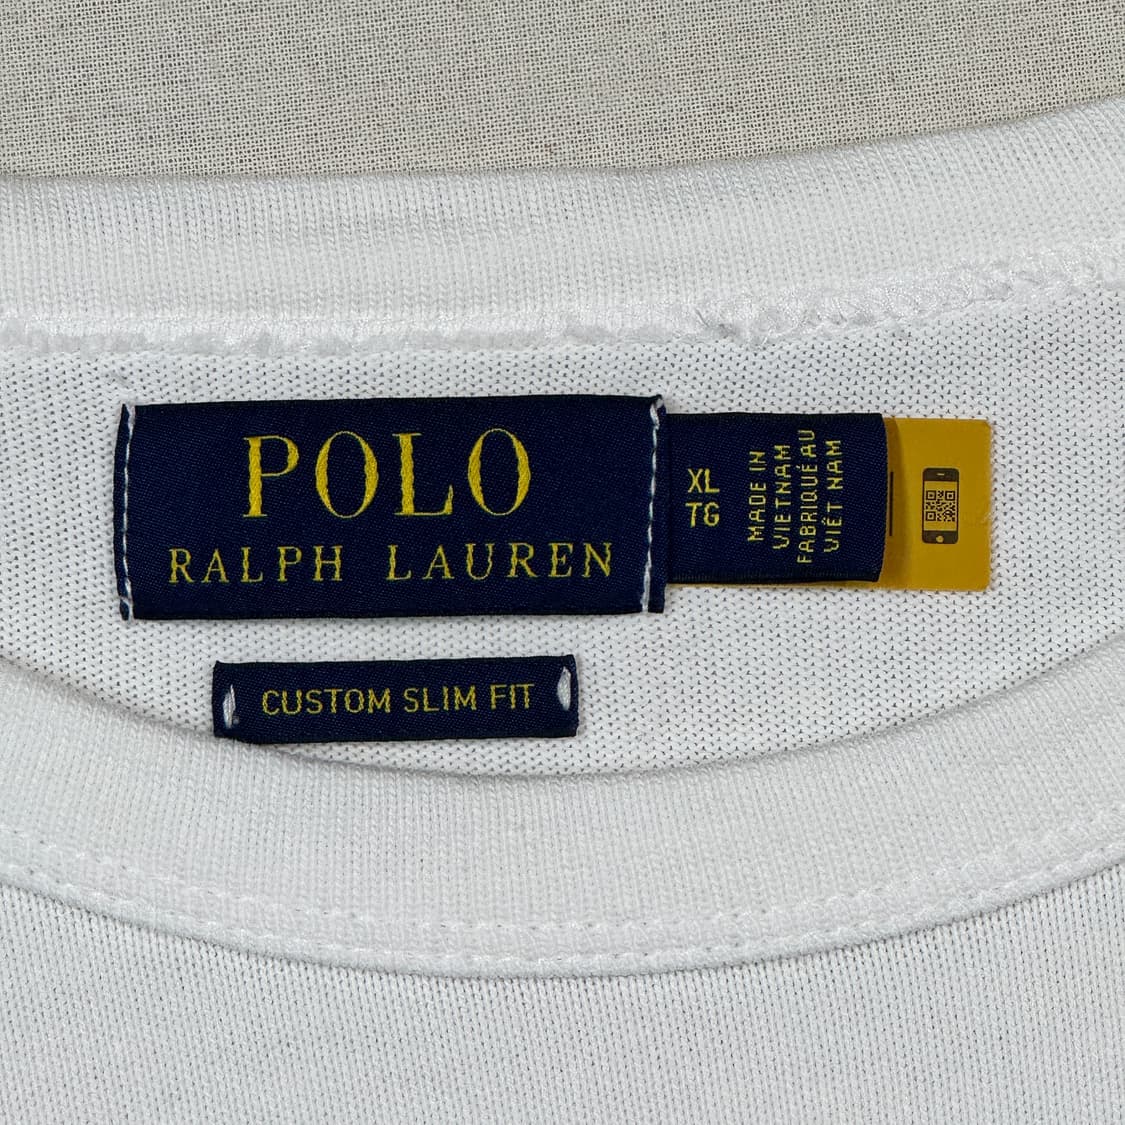 POLO
RALPH LAUREN
XL
TG
MADE IN
VIETNAM
FABRIQUÉ AU
VIÊT NAM
CUSTOM SLIM FIT